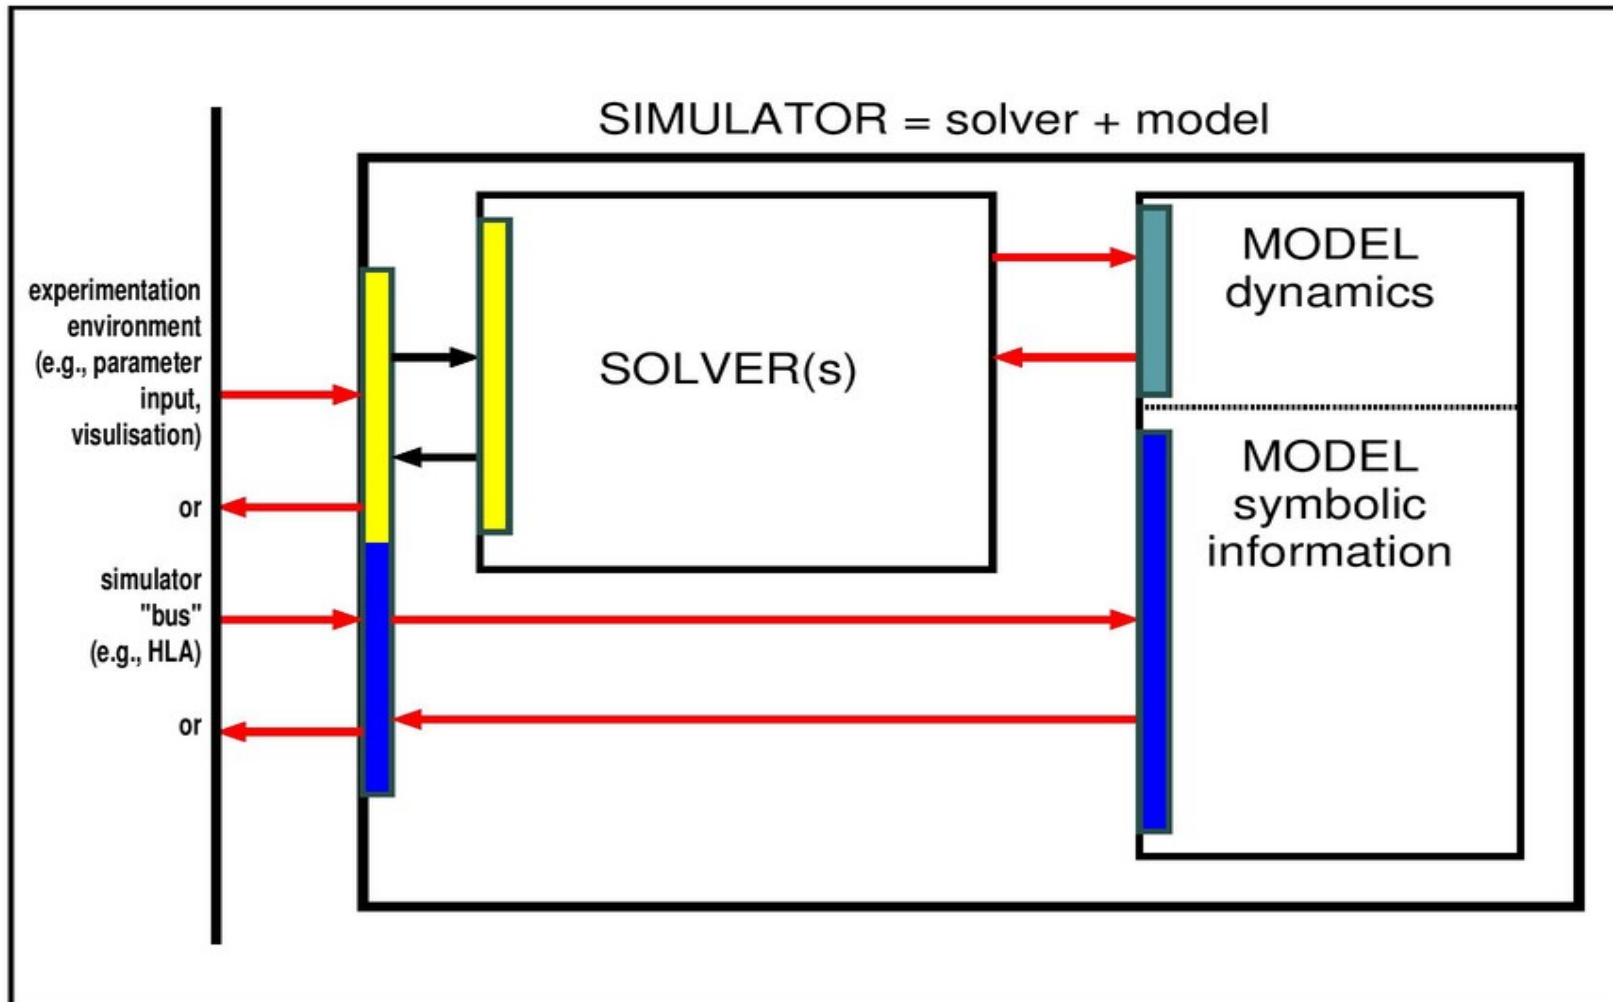 SIMULATOR = solver + model
experimentation
environment
(e.g., parameter
input,
visulisation)
or
simulator
"bus"
(e.g., HLA)
or
SOLVER(s)
MODEL
dynamics
MODEL
symbolic
information